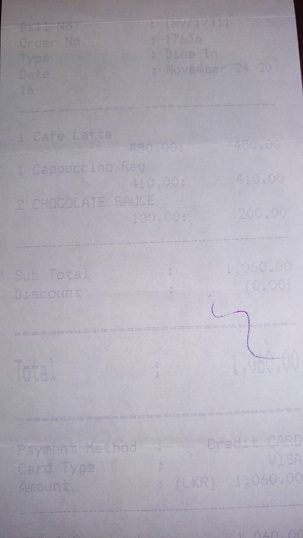 Bill No.
Order No : 17636
Type : Dine In
Date : November 24 20
16
1 Cafe Latte
450.00: 450.00
1 Cappuccino Reg
410.00: 410.00
2 CHOCOLATE SAUCE
100.00: 200.00
Sub Total : 1,060.00
Discount : (0.00)
Total : 1,060.00
Payment Method : Credit CARD
Card Type : VISA
Amount : (LKR) 1,060.00
1,060.00